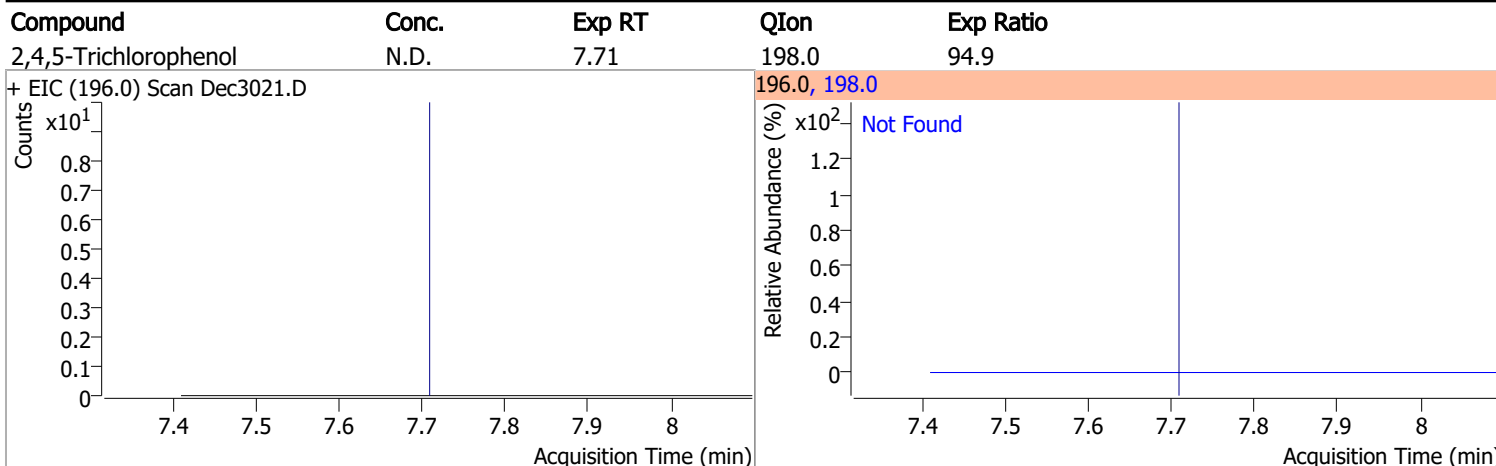 Compound Conc. Exp RT QIon Exp Ratio
2,4,5-Trichlorophenol N.D. 7.71 198.0 94.9
+ EIC (196.0) Scan Dec3021.D
Counts
x10¹
0.8
0.7
0.6
0.5
0.4
0.3
0.2
0.1
0
7.4 7.5 7.6 7.7 7.8 7.9 8
Acquisition Time (min)
196.0, 198.0
Relative Abundance (%)
x10²
Not Found
1.2
1
0.8
0.6
0.4
0.2
0
7.4 7.5 7.6 7.7 7.8 7.9 8
Acquisition Time (min)